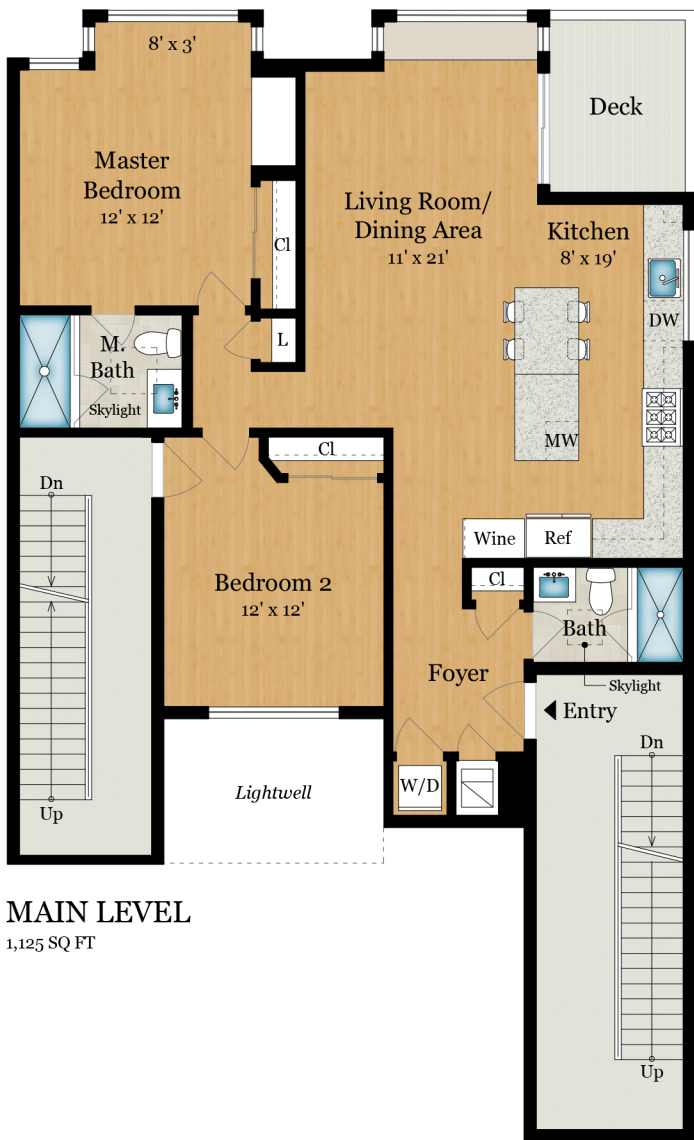 8' x 3'
Deck
Master
Bedroom
12' x 12'
Living Room/
Dining Area
11' x 21'
Kitchen
8' x 19'
Cl
L
DW
M.
Bath
Skylight
MW
Cl
Dn
Wine
Ref
Bedroom 2
12' x 12'
Cl
Bath
Foyer
Skylight
Entry
Dn
W/D
Lightwell
Up
MAIN LEVEL
1,125 SQ FT
Up